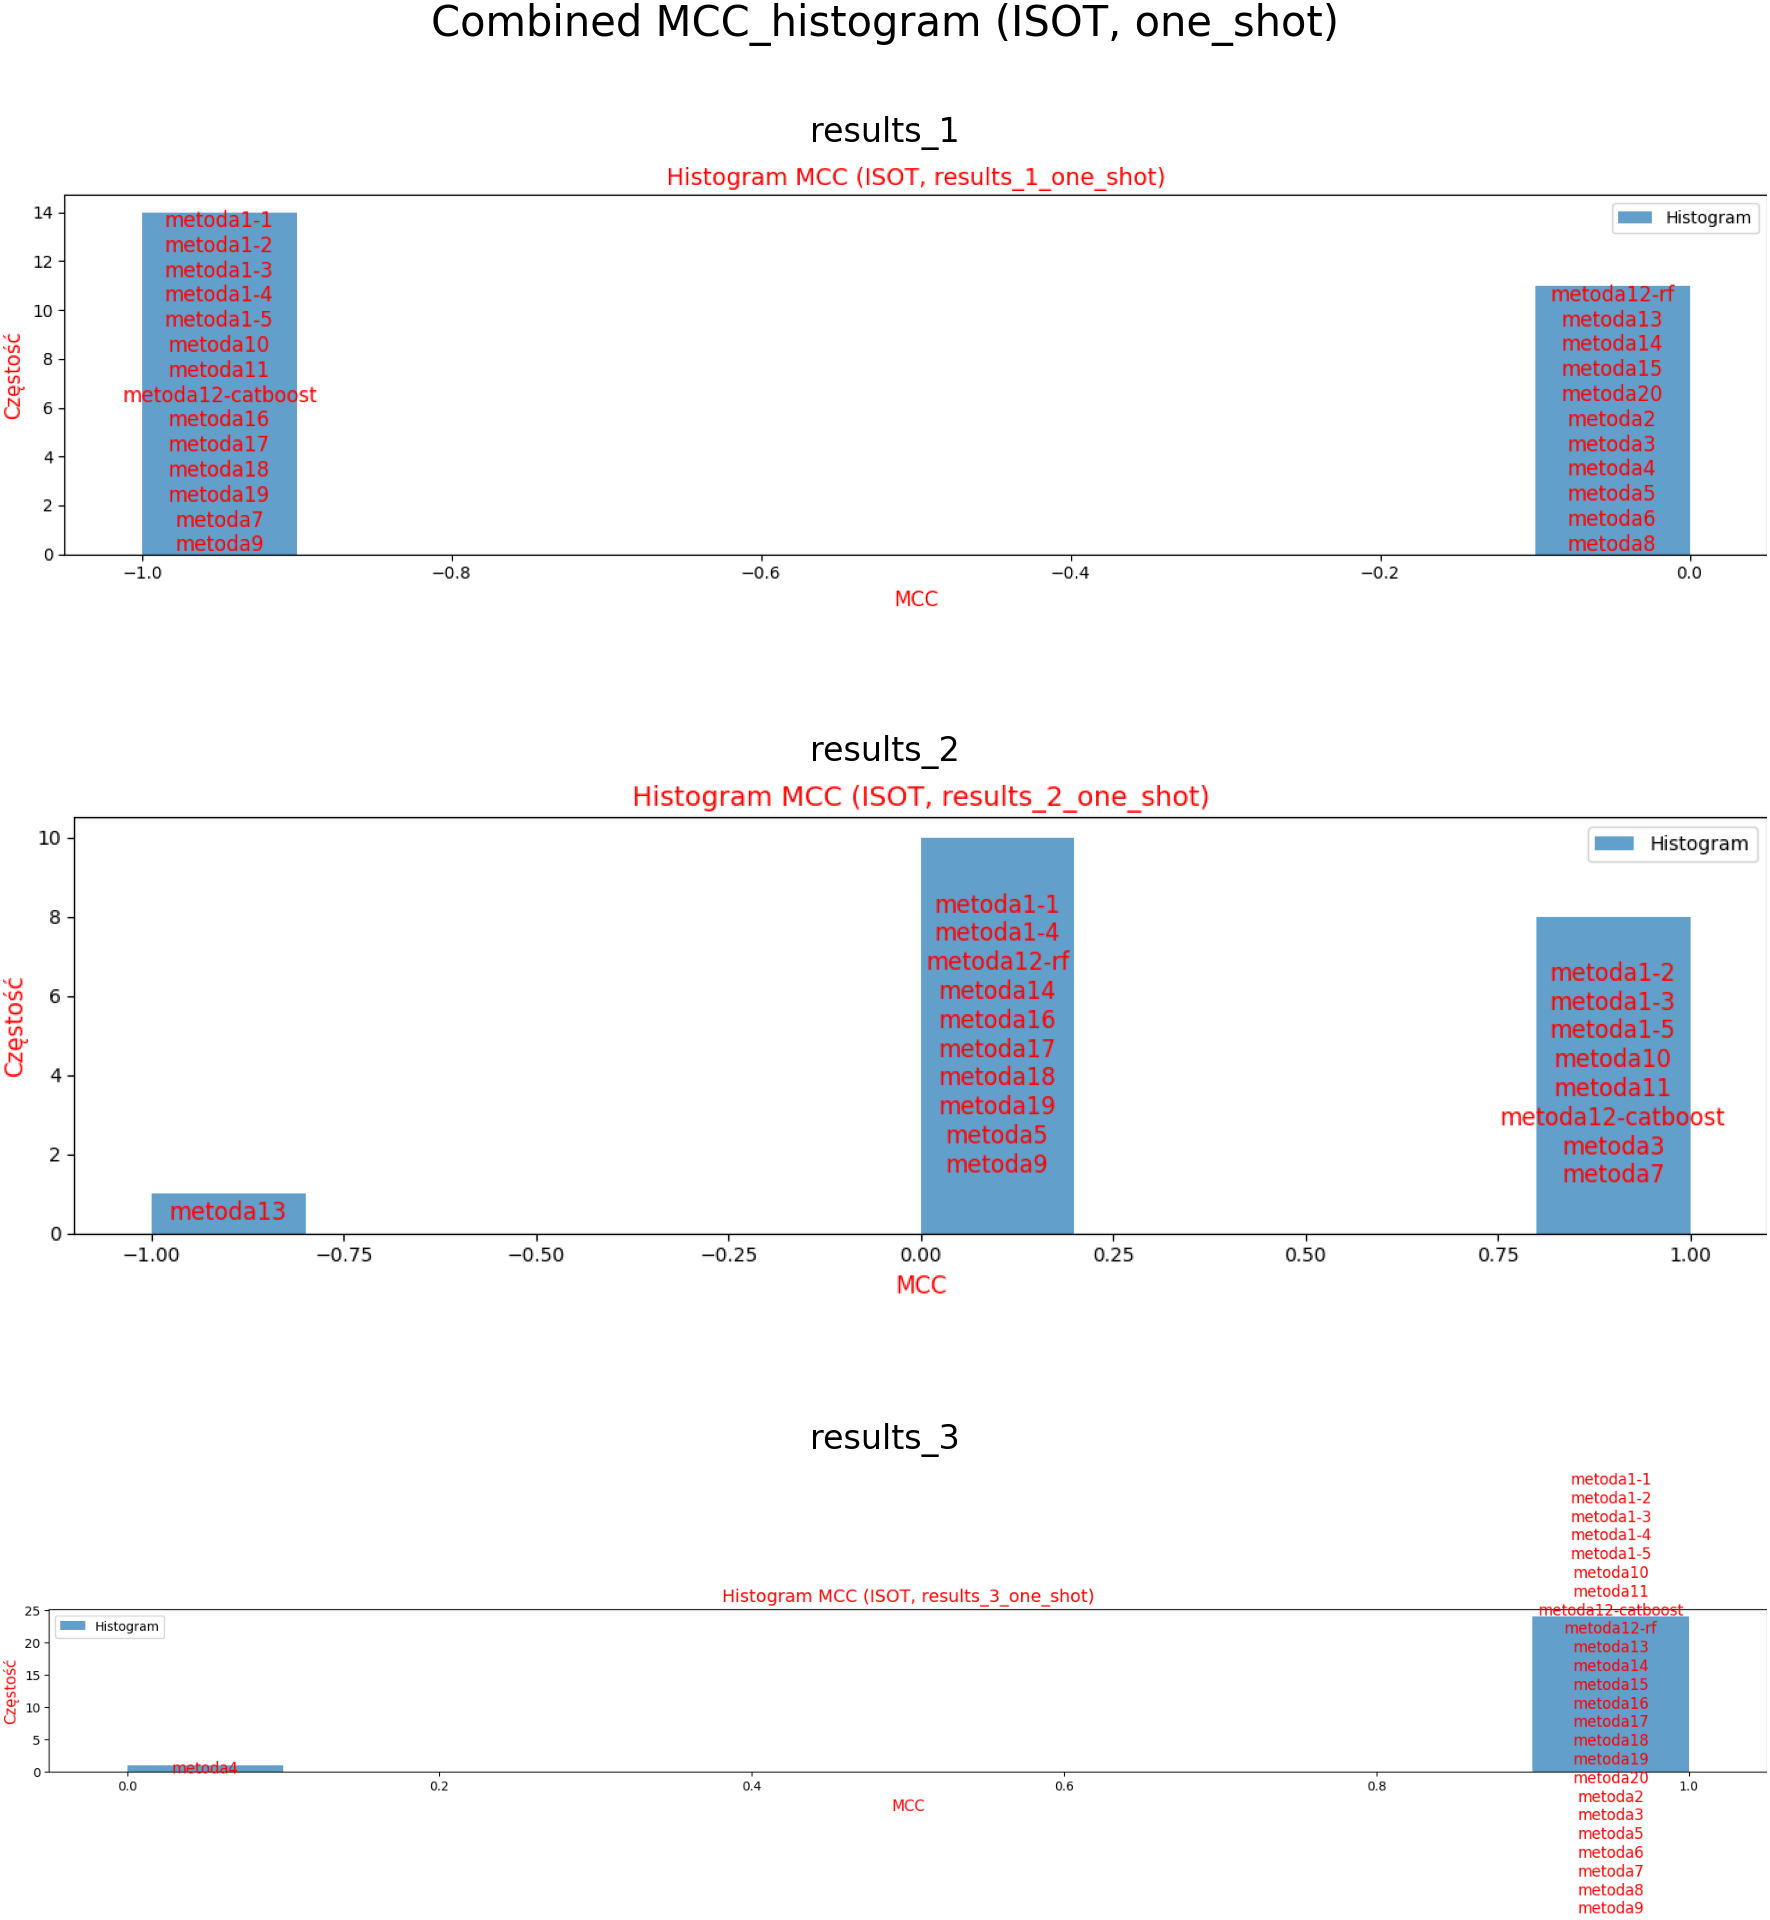 Combined MCC_histogram (ISOT, one_shot)
results_1
Histogram MCC (ISOT, results_1_one_shot)
Histogram
Częstość
14
12
10
8
6
4
2
0
metoda1-1
metoda1-2
metoda1-3
metoda1-4
metoda1-5
metoda10
metoda11
metoda12-catboost
metoda16
metoda17
metoda18
metoda19
metoda7
metoda9
metoda12-rf
metoda13
metoda14
metoda15
metoda20
metoda2
metoda3
metoda4
metoda5
metoda6
metoda8
−1.0 −0.8 −0.6 −0.4 −0.2 0.0
MCC
results_2
Histogram MCC (ISOT, results_2_one_shot)
Histogram
Częstość
10
8
6
4
2
0
metoda13
metoda1-1
metoda1-4
metoda12-rf
metoda14
metoda16
metoda17
metoda18
metoda19
metoda5
metoda9
metoda1-2
metoda1-3
metoda1-5
metoda10
metoda11
metoda12-catboost
metoda3
metoda7
−1.00 −0.75 −0.50 −0.25 0.00 0.25 0.50 0.75 1.00
MCC
results_3
Histogram MCC (ISOT, results_3_one_shot)
Histogram
Częstość
25
20
15
10
5
0
metoda4
metoda1-1
metoda1-2
metoda1-3
metoda1-4
metoda1-5
metoda10
metoda11
metoda12-catboost
metoda12-rf
metoda13
metoda14
metoda15
metoda16
metoda17
metoda18
metoda19
metoda20
metoda2
metoda3
metoda5
metoda6
metoda7
metoda8
metoda9
0.0 0.2 0.4 0.6 0.8 1.0
MCC